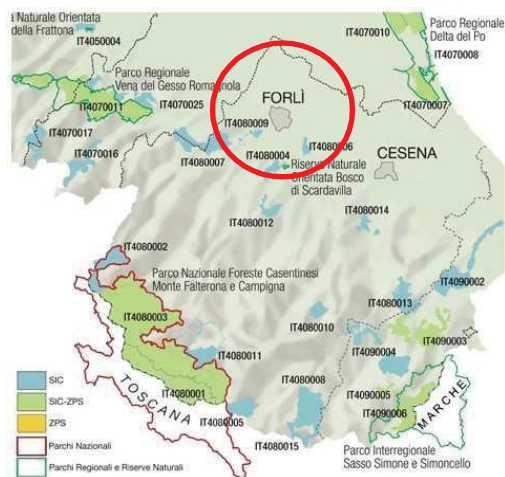 a Naturale Orientata
della Frattona
IT4050004
IT4070010
Parco Regionale
Delta del Po
IT4070008
Parco Regionale
Vena del Gesso Romagnola
IT4070011
IT4070025
IT4070007
FORLÌ
IT4080009
IT4070017
IT4070016
IT4080007
IT4080004
IT4080006
CESENA
Riserve Naturale
Orientata Bosco
di Scardavilla
IT4080012
IT4080014
IT4080002
Parco Nazionale Foreste Casentinesi
Monte Falterona e Campigna
IT4090002
IT4080013
IT4080003
IT4080010
IT4090003
IT4080011
IT4090004
SIC
SIC-ZPS
ZPS
Parchi Nazionali
Parchi Regionali e Riserve Naturali
TOSCANA
IT4080001
IT4080008
IT4080005
IT4090005
IT4090006
MARCHE
IT4080015
Parco Interregionale
Sasso Simone e Simoncello